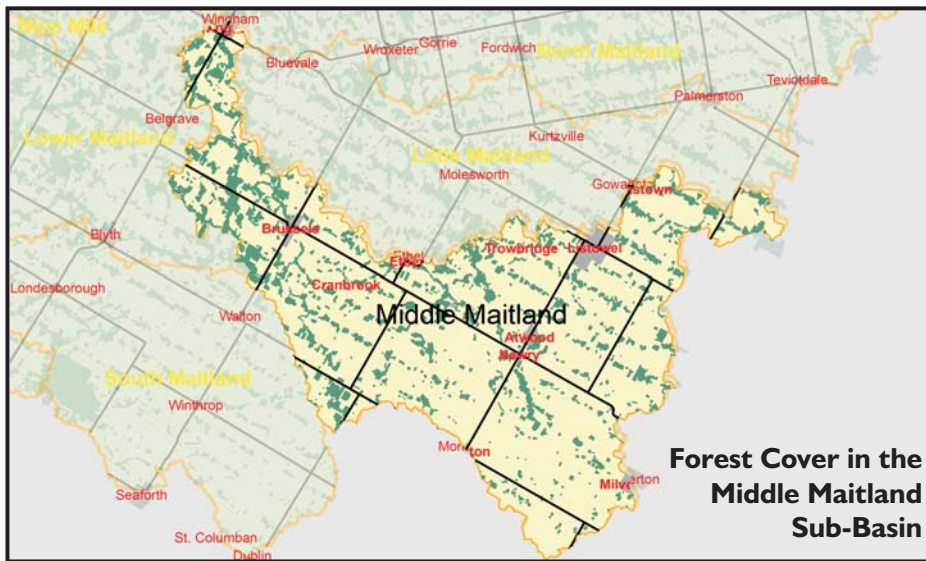 Wingham
Nine Mile
Wroxeter
Gorrie
Fordwich
North Maitland
Bluevale
Teviotdale
Palmerston
Belgrave
Lower Maitland
Kurtzville
Little Maitland
Molesworth
Gowanstown
Brussels
Blyth
Ethel
Trowbridge
Listowel
Cranbrook
Londesborough
Middle Maitland
Walton
Atwood
Newry
South Maitland
Winthrop
Monkton
Forest Cover in the
Middle Maitland
Sub-Basin
Milverton
Seaforth
St. Columban
Dublin